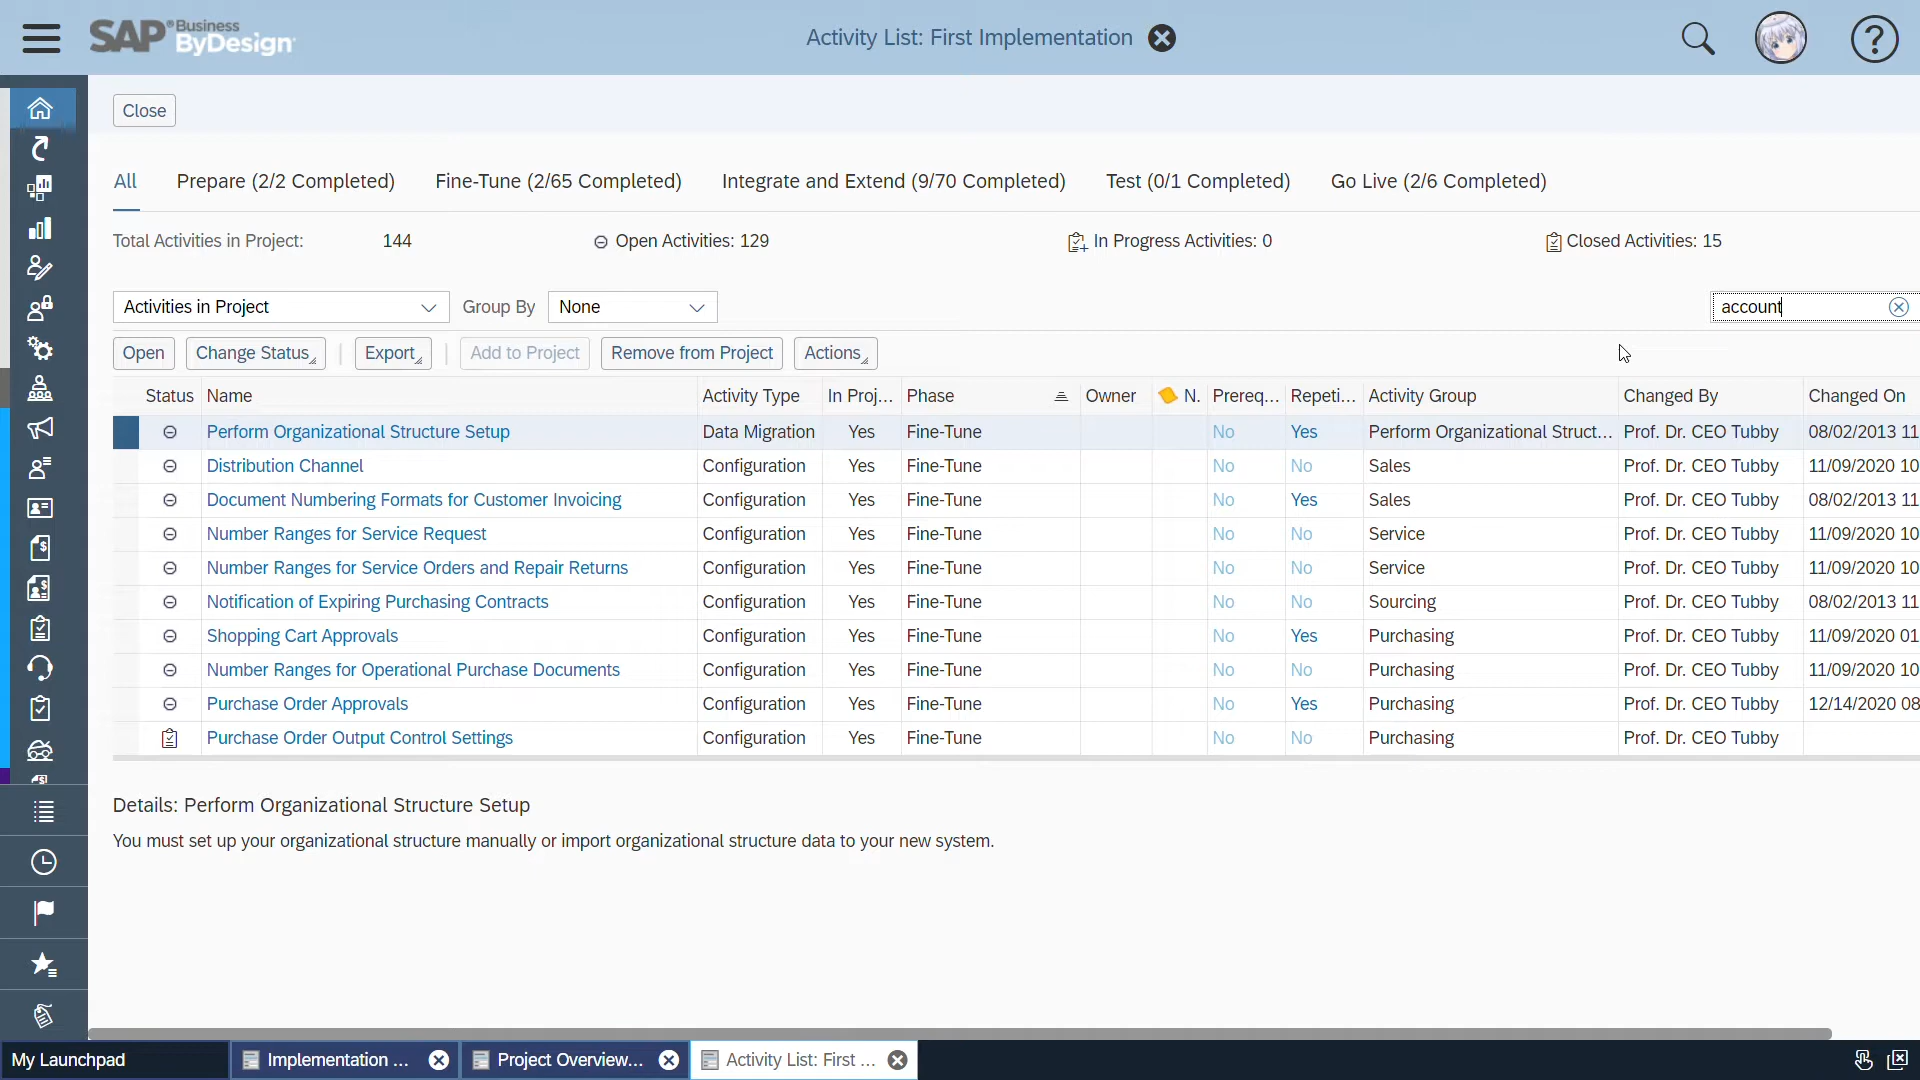 SAP Business ByDesign
Activity List: First Implementation
Close
All Prepare (2/2 Completed) Fine-Tune (2/65 Completed) Integrate and Extend (9/70 Completed) Test (0/1 Completed) Go Live (2/6 Completed)
Total Activities in Project: 144 Open Activities: 129 In Progress Activities: 0 Closed Activities: 15
Activities in Project Group By None account
Open Change Status Export Add to Project Remove from Project Actions
Status Name Activity Type In Proj... Phase Owner N. Prereq... Repeti... Activity Group Changed By Changed On
Perform Organizational Structure Setup Data Migration Yes Fine-Tune No Yes Perform Organizational Struct... Prof. Dr. CEO Tubby 08/02/2013 11
Distribution Channel Configuration Yes Fine-Tune No No Sales Prof. Dr. CEO Tubby 11/09/2020 10
Document Numbering Formats for Customer Invoicing Configuration Yes Fine-Tune No Yes Sales Prof. Dr. CEO Tubby 08/02/2013 11
Number Ranges for Service Request Configuration Yes Fine-Tune No No Service Prof. Dr. CEO Tubby 11/09/2020 10
Number Ranges for Service Orders and Repair Returns Configuration Yes Fine-Tune No No Service Prof. Dr. CEO Tubby 11/09/2020 10
Notification of Expiring Purchasing Contracts Configuration Yes Fine-Tune No No Sourcing Prof. Dr. CEO Tubby 08/02/2013 11
Shopping Cart Approvals Configuration Yes Fine-Tune No Yes Purchasing Prof. Dr. CEO Tubby 11/09/2020 01
Number Ranges for Operational Purchase Documents Configuration Yes Fine-Tune No No Purchasing Prof. Dr. CEO Tubby 11/09/2020 10
Purchase Order Approvals Configuration Yes Fine-Tune No Yes Purchasing Prof. Dr. CEO Tubby 12/14/2020 08
Purchase Order Output Control Settings Configuration Yes Fine-Tune No No Purchasing Prof. Dr. CEO Tubby
Details: Perform Organizational Structure Setup
You must set up your organizational structure manually or import organizational structure data to your new system.
My Launchpad Implementation ... Project Overview... Activity List: First ...